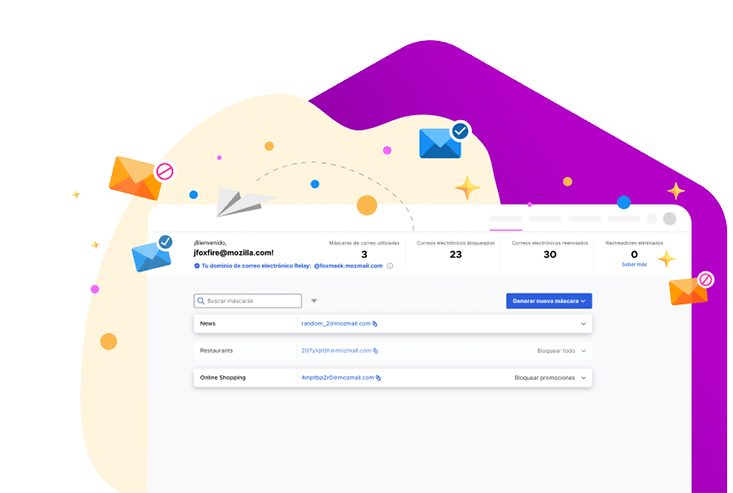 ¡Bienvenido,
jfoxfire@mozilla.com!
Tu dominio de correo electrónico Relay: @foxmask.mozmail.com
Máscaras de correo utilizadas
3
Correos electrónicos bloqueados
23
Correos electrónicos reenviados
30
Rastreadores eliminados
0
Saber más
Buscar máscaras
Generar nueva máscara
News random_2@mozmail.com
Restaurants 207ylqt0h@mozmail.com Bloquear todo
Online Shopping 4mptbp2r0@mozmail.com Bloquear promociones